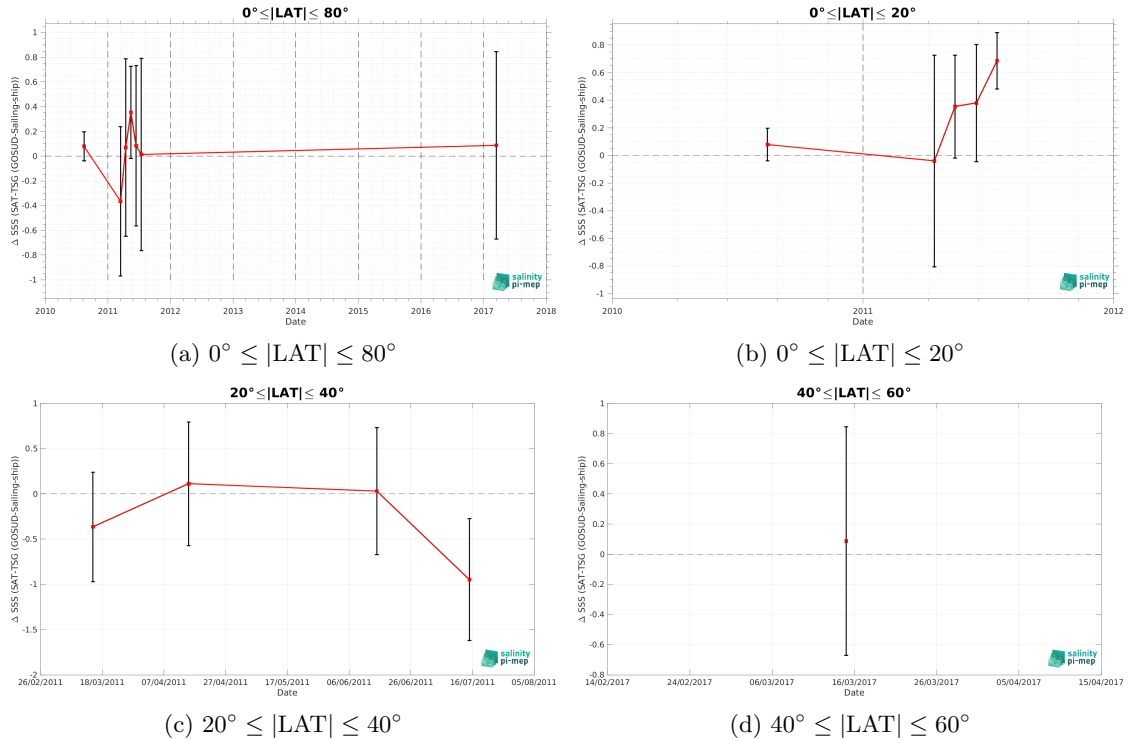 0°≤|LAT|≤ 80°
Δ SSS (SAT-TSG (GOSUD-Sailing-ship))
1
0.8
0.6
0.4
0.2
0
-0.2
-0.4
-0.6
-0.8
-1
2010 2011 2012 2013 2014 2015 2016 2017 2018
Date
salinity
pi-mep
(a) 0° ≤ |LAT| ≤ 80°
0°≤|LAT|≤ 20°
Δ SSS (SAT-TSG (GOSUD-Sailing-ship))
0.8
0.6
0.4
0.2
0
-0.2
-0.4
-0.6
-0.8
-1
2010 2011 2012
Date
salinity
pi-mep
(b) 0° ≤ |LAT| ≤ 20°
20°≤|LAT|≤ 40°
Δ SSS (SAT-TSG (GOSUD-Sailing-ship))
1
0.5
0
-0.5
-1
-1.5
-2
26/02/2011 18/03/2011 07/04/2011 27/04/2011 17/05/2011 06/06/2011 26/06/2011 16/07/2011 05/08/2011
Date
salinity
pi-mep
(c) 20° ≤ |LAT| ≤ 40°
40°≤|LAT|≤ 60°
Δ SSS (SAT-TSG (GOSUD-Sailing-ship))
1
0.8
0.6
0.4
0.2
0
-0.2
-0.4
-0.6
-0.8
14/02/2017 24/02/2017 06/03/2017 16/03/2017 26/03/2017 05/04/2017 15/04/2017
Date
salinity
pi-mep
(d) 40° ≤ |LAT| ≤ 60°